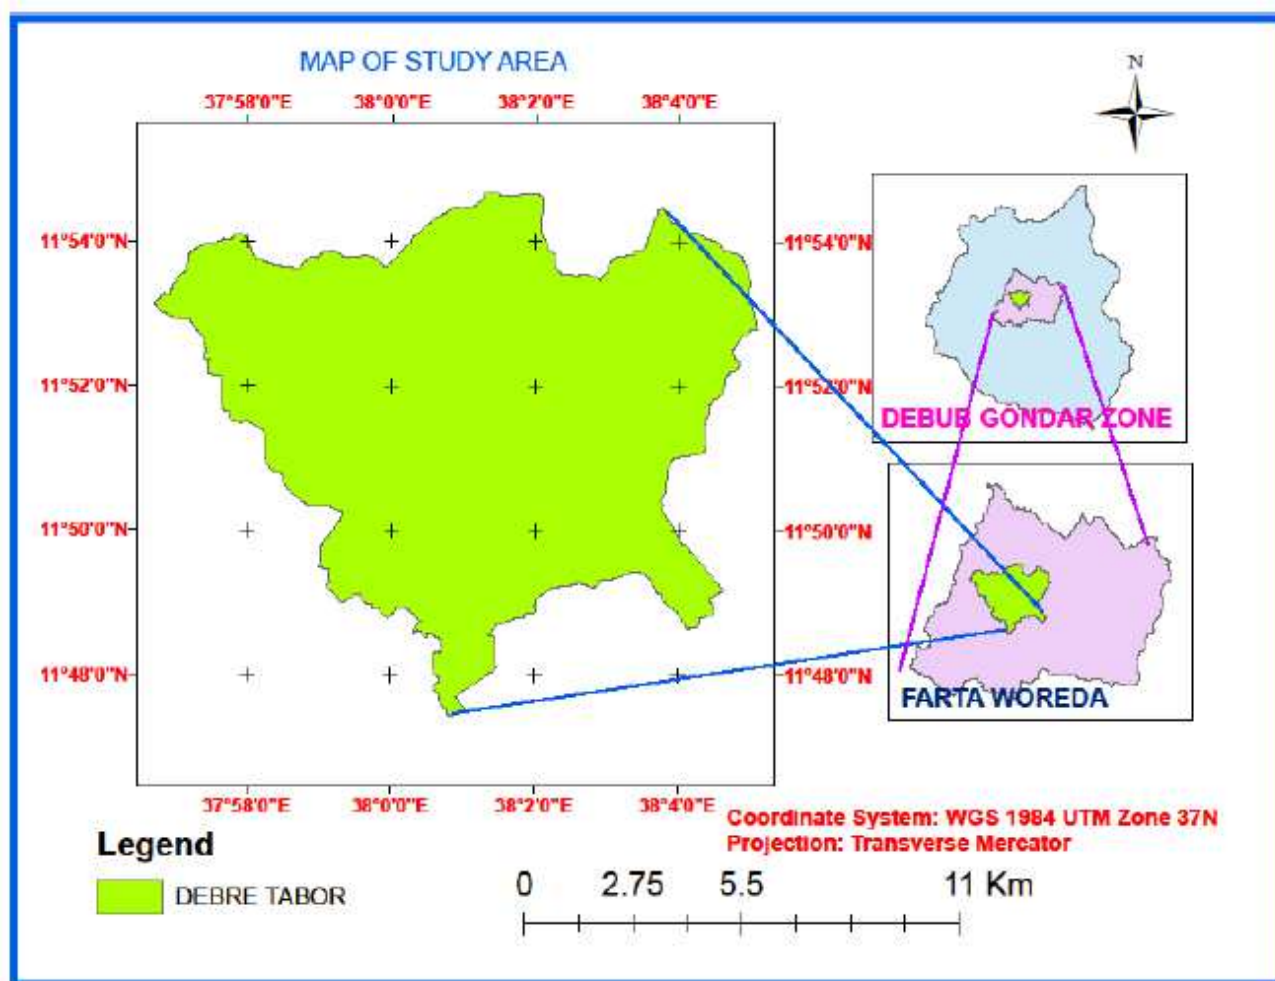 MAP OF STUDY AREA
N
37°58'0"E 38°0'0"E 38°2'0"E 38°4'0"E
11°54'0"N 11°54'0"N
11°52'0"N 11°52'0"N
DEBUB GONDAR ZONE
11°50'0"N 11°50'0"N
11°48'0"N 11°48'0"N
FARTA WOREDA
37°58'0"E 38°0'0"E 38°2'0"E 38°4'0"E
Coordinate System: WGS 1984 UTM Zone 37N
Projection: Transverse Mercator
Legend
DEBRE TABOR
0 2.75 5.5 11 Km